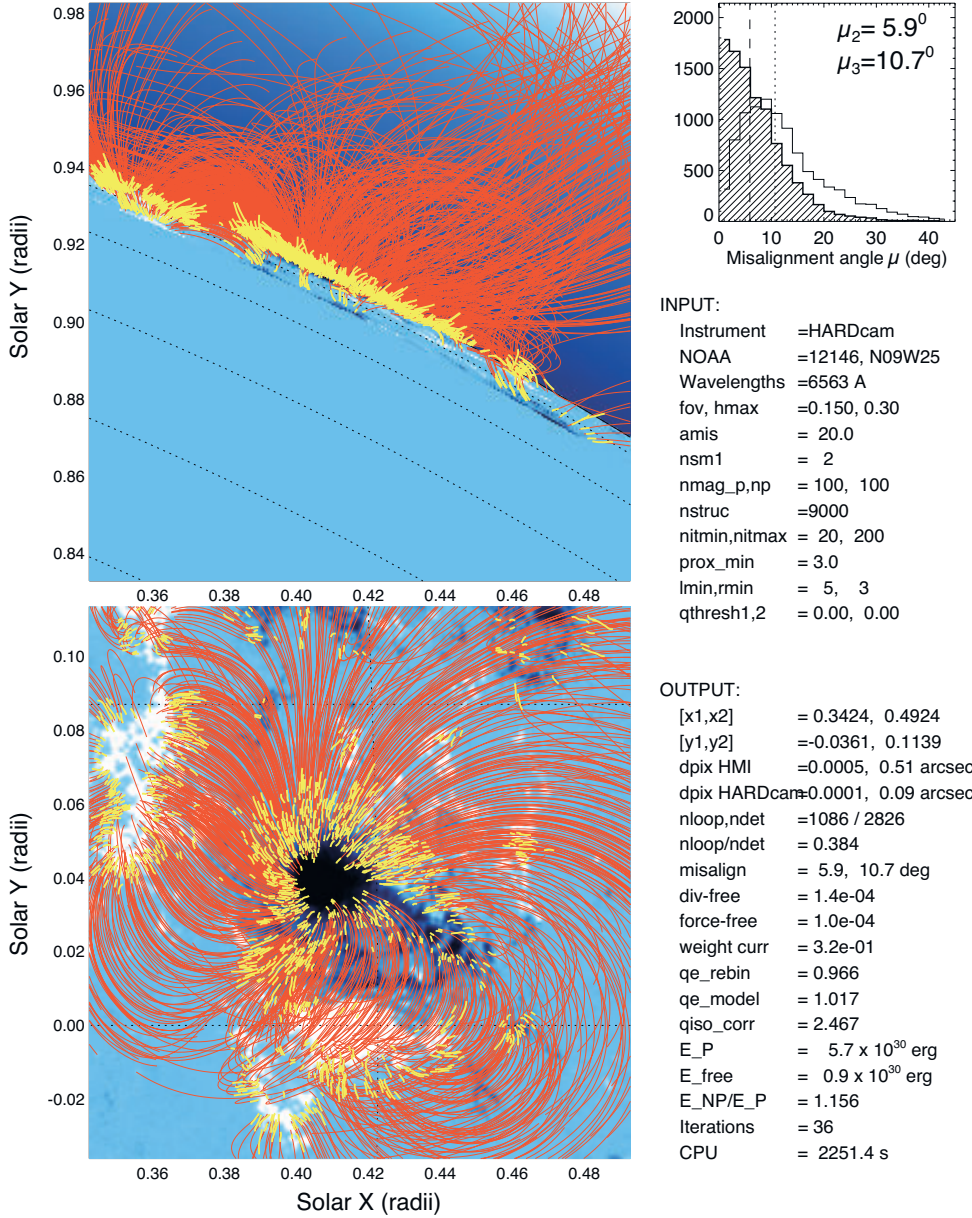 0.98
0.96
0.94
0.92
0.90
0.88
0.86
0.84
Solar Y (radii)
0.36 0.38 0.40 0.42 0.44 0.46 0.48
0.10
0.08
0.06
0.04
0.02
0.00
-0.02
Solar Y (radii)
0.36 0.38 0.40 0.42 0.44 0.46 0.48
Solar X (radii)
2000
1500
1000
500
0
μ2= 5.9⁰
μ3=10.7⁰
0 10 20 30 40
Misalignment angle μ (deg)
INPUT:
Instrument =HARDcam
NOAA =12146, N09W25
Wavelengths =6563 A
fov, hmax =0.150, 0.30
amis = 20.0
nsm1 = 2
nmag_p,np = 100, 100
nstruc =9000
nitmin,nitmax = 20, 200
prox_min = 3.0
lmin,rmin = 5, 3
qthresh1,2 = 0.00, 0.00
OUTPUT:
[x1,x2] = 0.3424, 0.4924
[y1,y2] =-0.0361, 0.1139
dpix HMI =0.0005, 0.51 arcsec
dpix HARDcam=0.0001, 0.09 arcsec
nloop,ndet =1086 / 2826
nloop/ndet = 0.384
misalign = 5.9, 10.7 deg
div-free = 1.4e-04
force-free = 1.0e-04
weight curr = 3.2e-01
qe_rebin = 0.966
qe_model = 1.017
qiso_corr = 2.467
E_P = 5.7 x 10³⁰ erg
E_free = 0.9 x 10³⁰ erg
E_NP/E_P = 1.156
Iterations = 36
CPU = 2251.4 s